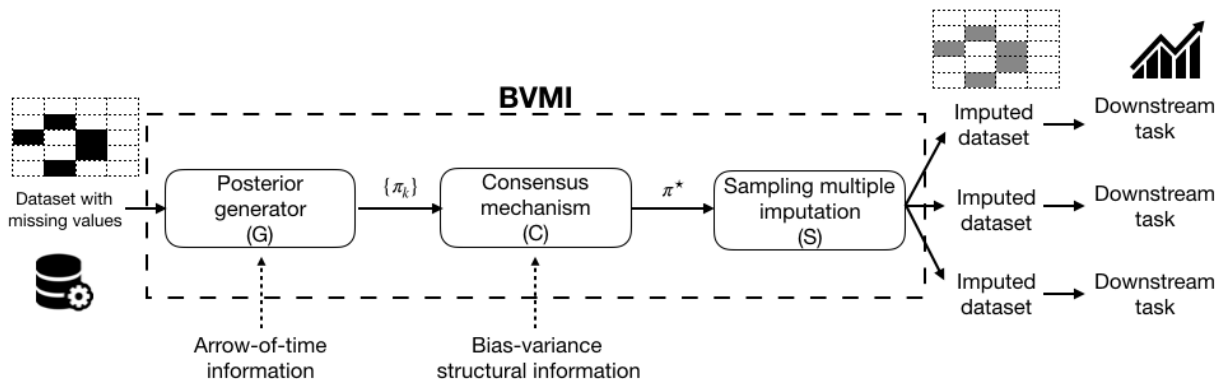 BVMI
Dataset with
missing values
Posterior
generator
(G)
{π_k}
Consensus
mechanism
(C)
π⋆
Sampling multiple
imputation
(S)
Imputed
dataset
Downstream
task
Imputed
dataset
Downstream
task
Imputed
dataset
Downstream
task
Arrow-of-time
information
Bias-variance
structural information